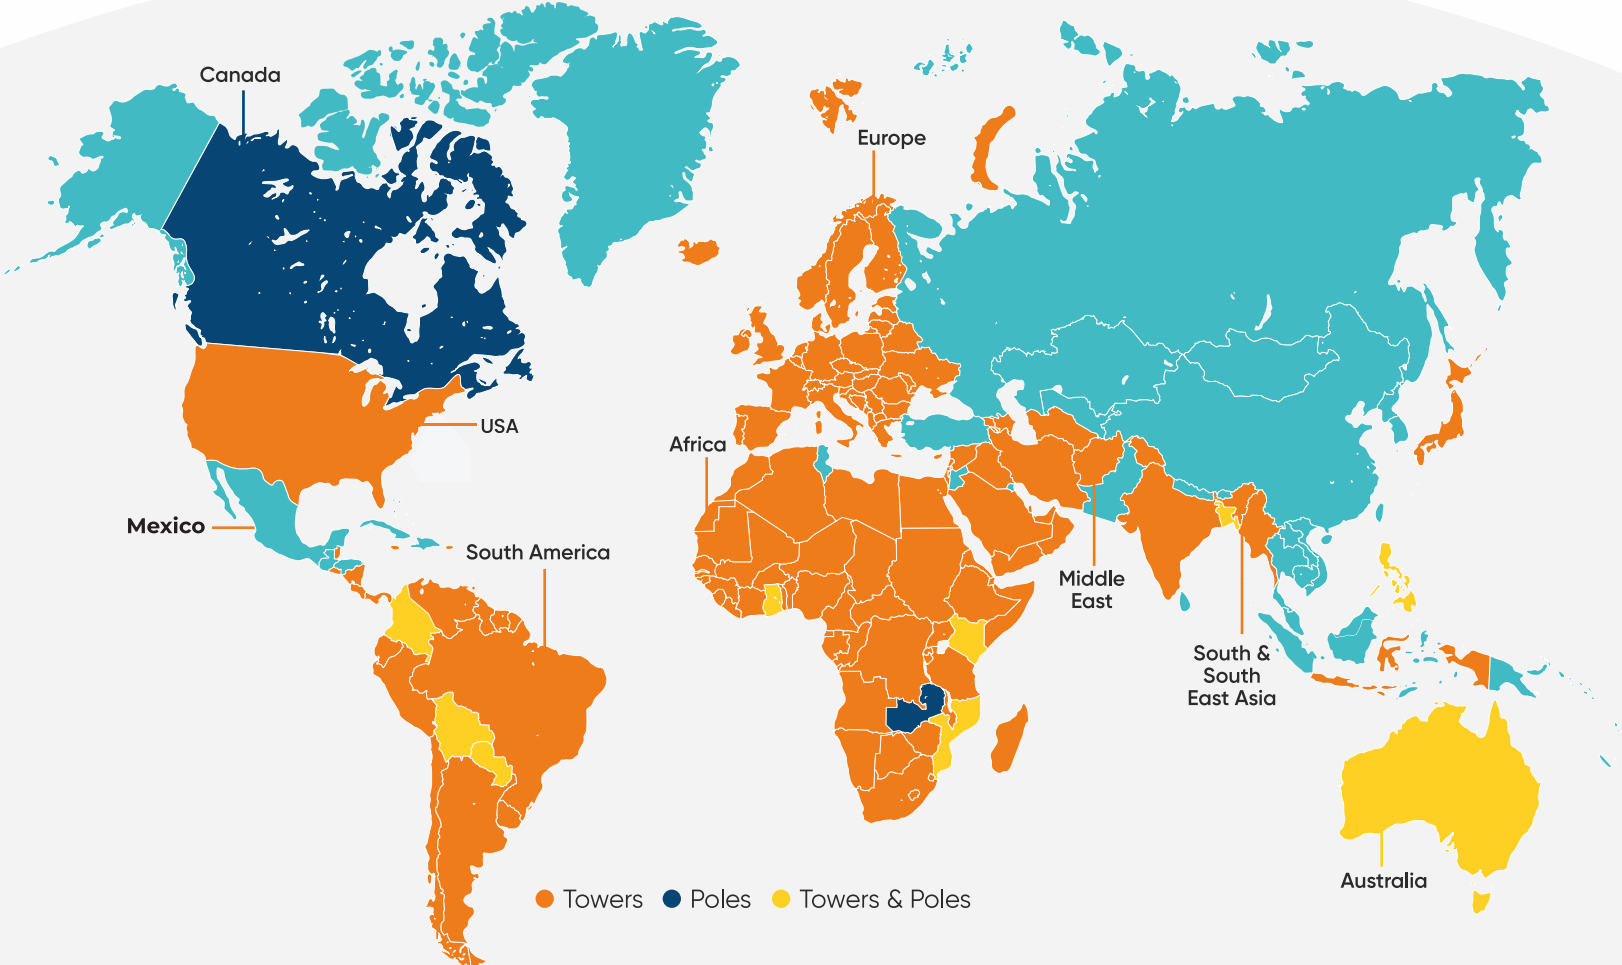 Canada
Europe
USA
Africa
Mexico
South America
Middle
East
South &
South
East Asia
Australia
Towers
Poles
Towers & Poles